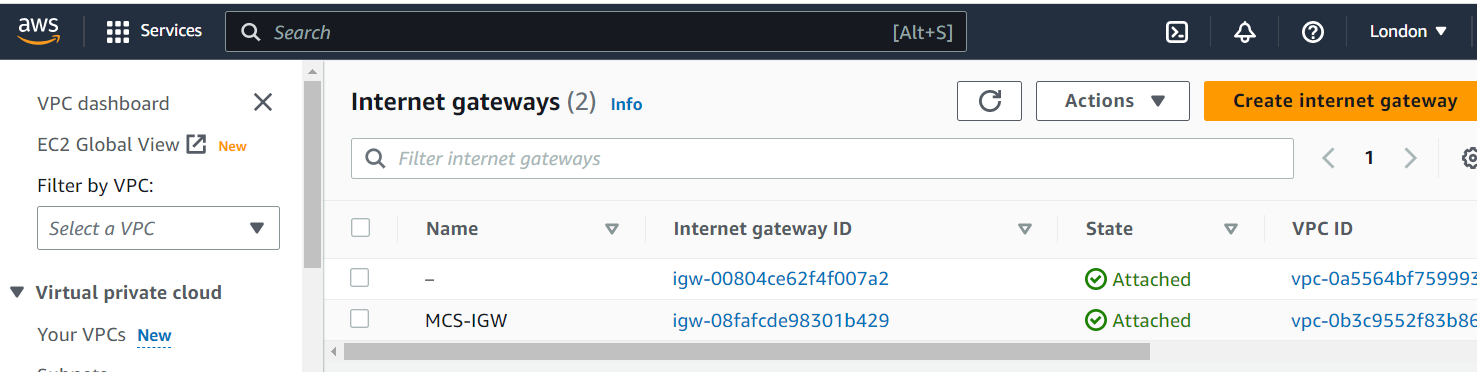 aws Services Search [Alt+S] London
VPC dashboard
EC2 Global View New
Filter by VPC:
Select a VPC
Virtual private cloud
Your VPCs New
Subnets
Internet gateways (2) Info Actions Create internet gateway
Filter internet gateways 1
Name Internet gateway ID State VPC ID
– igw-00804ce62f4f007a2 Attached vpc-0a5564bf759993
MCS-IGW igw-08fafcde98301b429 Attached vpc-0b3c9552f83b86